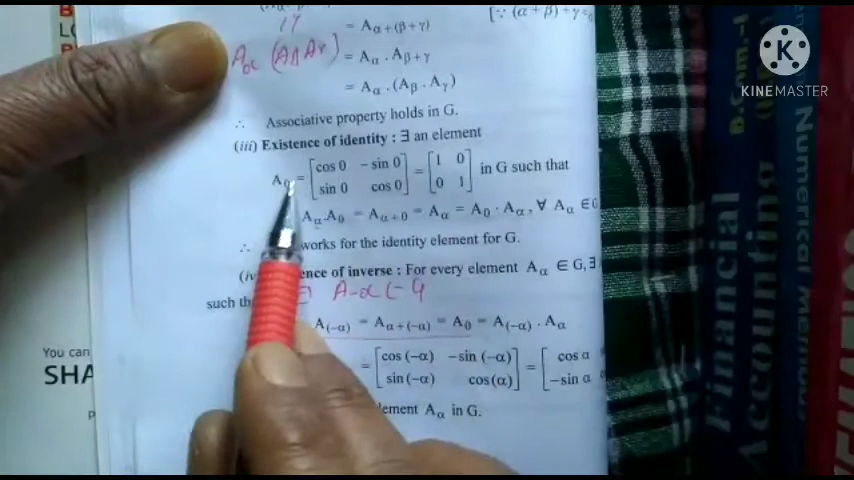 = Aα+(β+γ)
[∵ (α + β) + γ =
Aα (Aβ Aγ) = Aα . Aβ+γ
= Aα . (Aβ . Aγ)
∴ Associative property holds in G.
(iii) Existence of identity : ∃ an element
A0 = [cos 0 − sin 0 = [1 0 in G such that
sin 0 cos 0] 0 1]
Aα.A0 = Aα+0 = Aα = A0 . Aα, ∀ Aα ∈ G
∴ works for the identity element for G.
(iv) ence of inverse : For every element Aα ∈ G, ∃
such th ∃ A-α ∈ G
A(−α) = Aα+(−α) = A0 = A(−α) . Aα
= [cos (−α) −sin (−α) = [cos α
sin (−α) cos(α)] −sin α
lement Aα in G.
KINEMASTER
B.Com.-I
Financial
Accounting
Numerical
Methods
You can
SHA